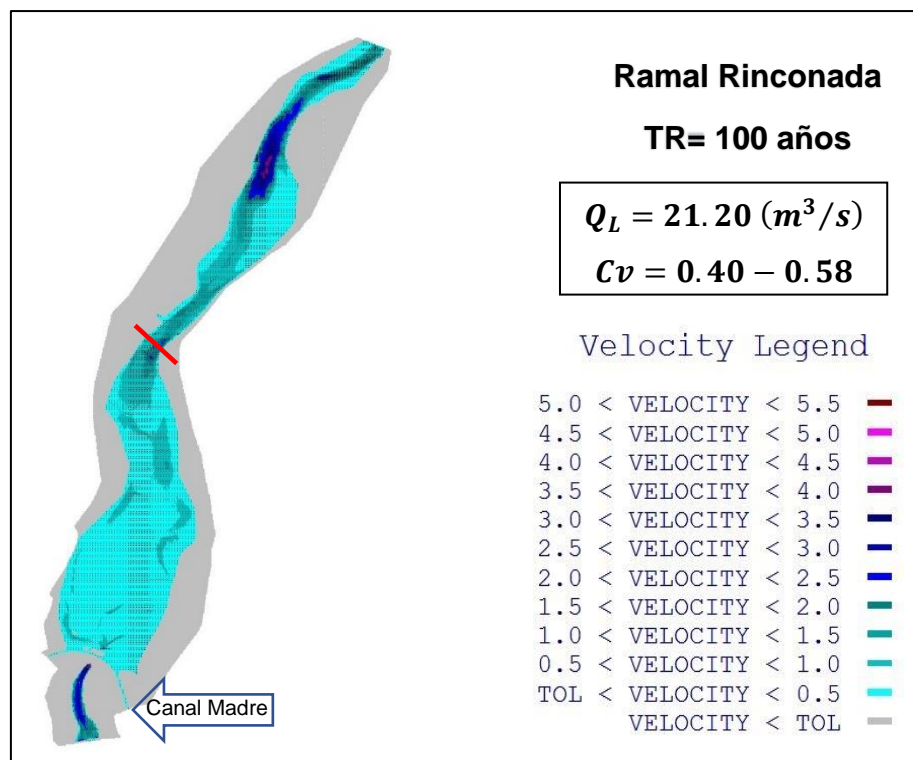 Ramal Rinconada
TR= 100 años
Q_L = 21.20 (m³/s)
Cv = 0.40 − 0.58
Velocity Legend
5.0 < VELOCITY < 5.5
4.5 < VELOCITY < 5.0
4.0 < VELOCITY < 4.5
3.5 < VELOCITY < 4.0
3.0 < VELOCITY < 3.5
2.5 < VELOCITY < 3.0
2.0 < VELOCITY < 2.5
1.5 < VELOCITY < 2.0
1.0 < VELOCITY < 1.5
0.5 < VELOCITY < 1.0
TOL < VELOCITY < 0.5
VELOCITY < TOL
Canal Madre